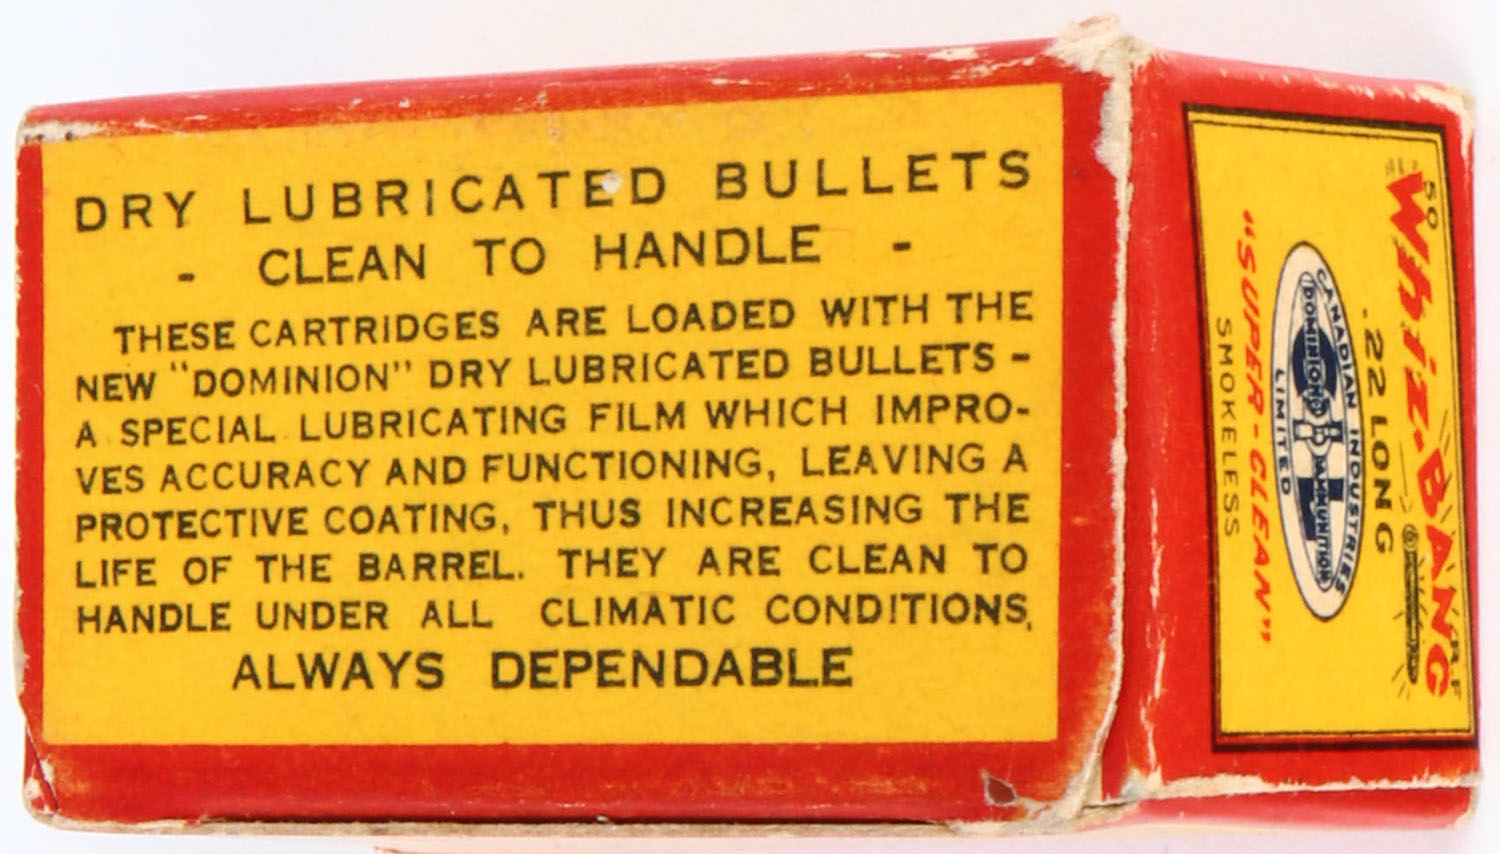 DRY LUBRICATED BULLETS
- CLEAN TO HANDLE -
THESE CARTRIDGES ARE LOADED WITH THE
NEW "DOMINION" DRY LUBRICATED BULLETS -
A SPECIAL LUBRICATING FILM WHICH IMPRO-
VES ACCURACY AND FUNCTIONING, LEAVING A
PROTECTIVE COATING, THUS INCREASING THE
LIFE OF THE BARREL. THEY ARE CLEAN TO
HANDLE UNDER ALL CLIMATIC CONDITIONS,
ALWAYS DEPENDABLE
50
Whiz-BANG
.22 LONG
CANADIAN INDUSTRIES
DOMINION AMMUNITION
CIL
LIMITED
"SUPER-CLEAN"
SMOKELESS